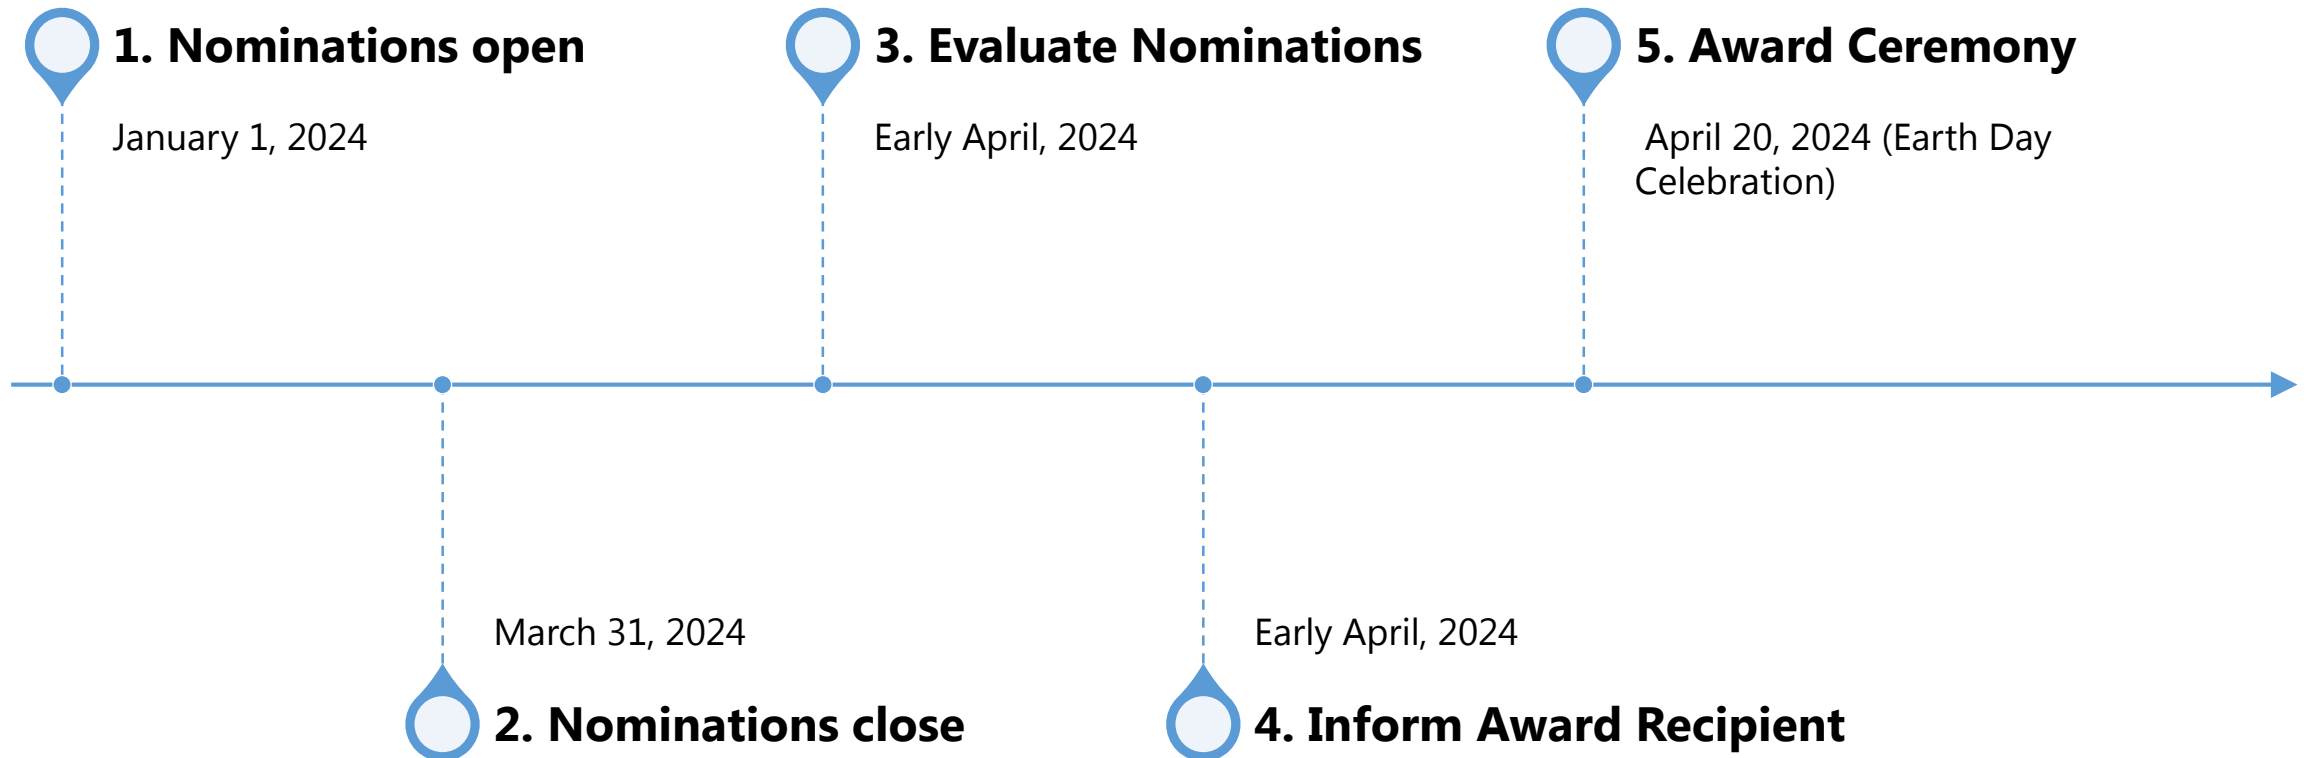 1. Nominations open
January 1, 2024
March 31, 2024
2. Nominations close
3. Evaluate Nominations
Early April, 2024
Early April, 2024
4. Inform Award Recipient
5. Award Ceremony
April 20, 2024 (Earth Day
Celebration)